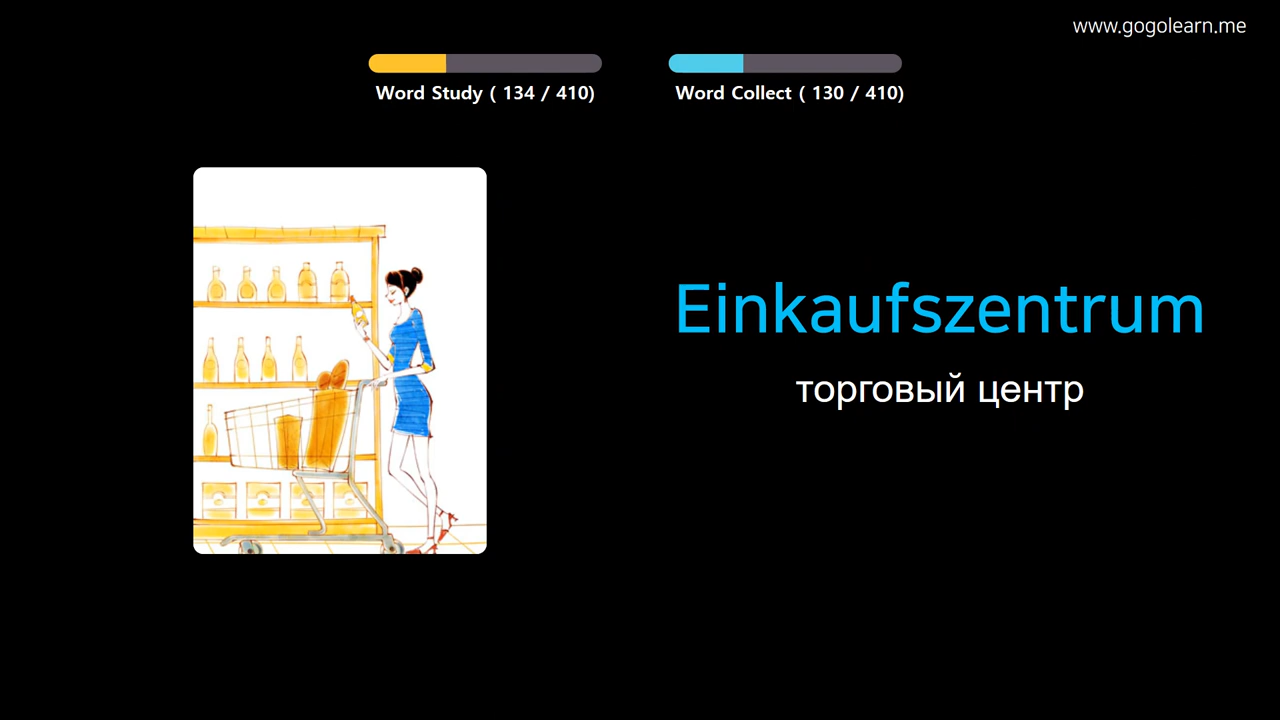 www.gogolearn.me
Word Study ( 134 / 410)
Word Collect ( 130 / 410)
Einkaufszentrum
торговый центр